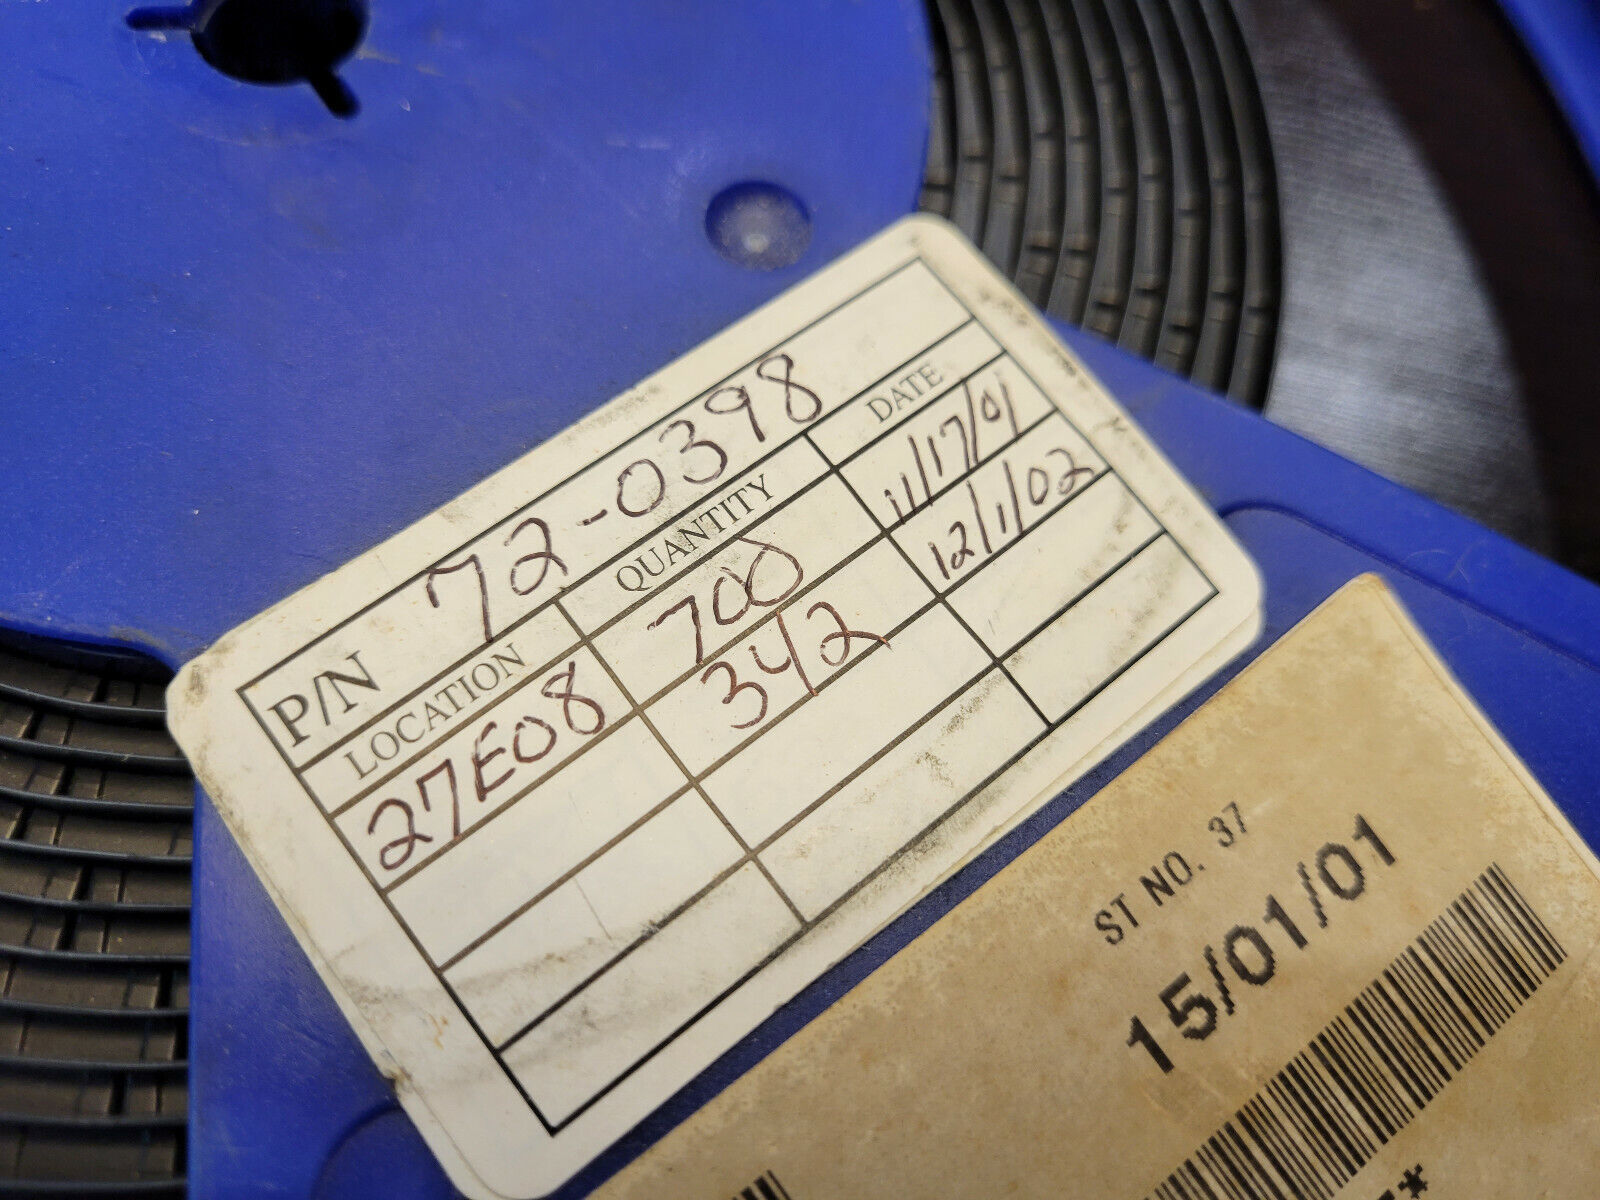 P/N 72-0398
LOCATION QUANTITY DATE
27E08 700 11/17/01
342 12/1/02
ST NO. 37
15/01/01